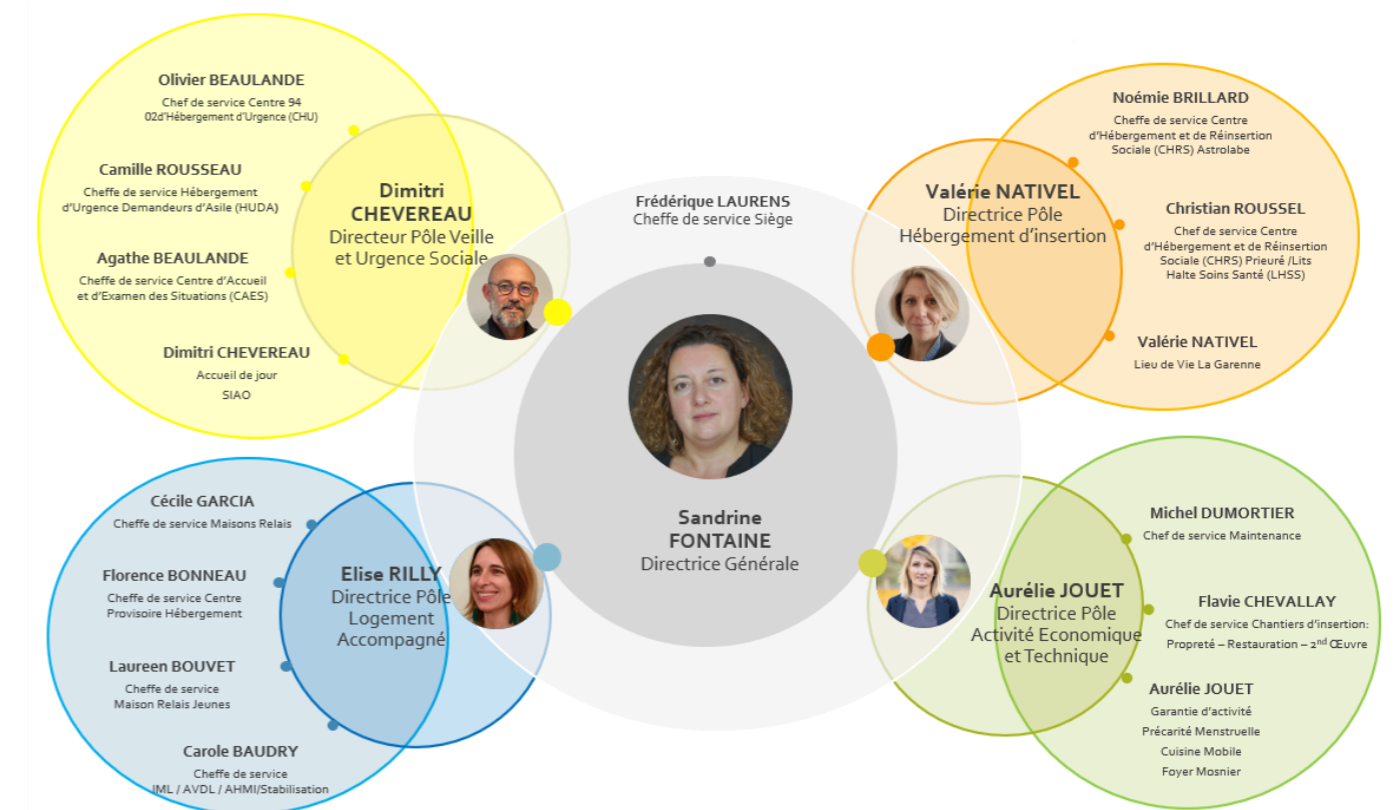 Olivier BEAULANDE
Chef de service Centre 94
02d'Hébergement d'Urgence (CHU)
Camille ROUSSEAU
Cheffe de service Hébergement
d'Urgence Demandeurs d'Asile (HUDA)
Agathe BEAULANDE
Cheffe de service Centre d'Accueil
et d'Examen des Situations (CAES)
Dimitri CHEVEREAU
Accueil de jour
SIAO
Dimitri
CHEVEREAU
Directeur Pôle Veille
et Urgence Sociale
Frédérique LAURENS
Cheffe de service Siège
Sandrine
FONTAINE
Directrice Générale
Valérie NATIVEL
Directrice Pôle
Hébergement d'insertion
Noémie BRILLARD
Cheffe de service Centre
d'Hébergement et de Réinsertion
Sociale (CHRS) Astrolabe
Christian ROUSSEL
Chef de service Centre
d'Hébergement et de Réinsertion
Sociale (CHRS) Prieuré /Lits
Halte Soins Santé (LHSS)
Valérie NATIVEL
Lieu de Vie La Garenne
Cécile GARCIA
Cheffe de service Maisons Relais
Florence BONNEAU
Cheffe de service Centre
Provisoire Hébergement
Laureen BOUVET
Cheffe de service
Maison Relais Jeunes
Carole BAUDRY
Cheffe de service
IML / AVDL / AHMI/Stabilisation
Elise RILLY
Directrice Pôle
Logement
Accompagné
Aurélie JOUET
Directrice Pôle
Activité Economique
et Technique
Michel DUMORTIER
Chef de service Maintenance
Flavie CHEVALLAY
Chef de service Chantiers d'insertion:
Propreté – Restauration – 2nd Œuvre
Aurélie JOUET
Garantie d'activité
Précarité Menstruelle
Cuisine Mobile
Foyer Mosnier